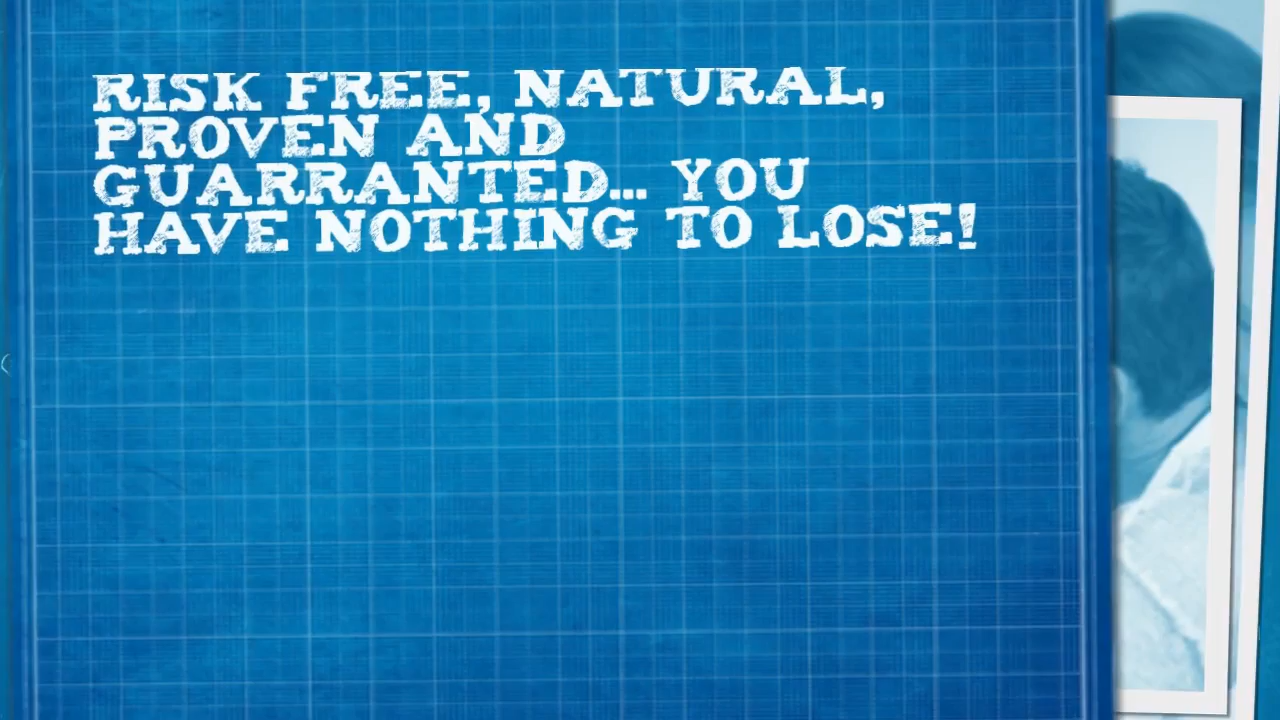 RISK FREE, NATURAL,
PROVEN AND
GUARRANTED... YOU
HAVE NOTHING TO LOSE!